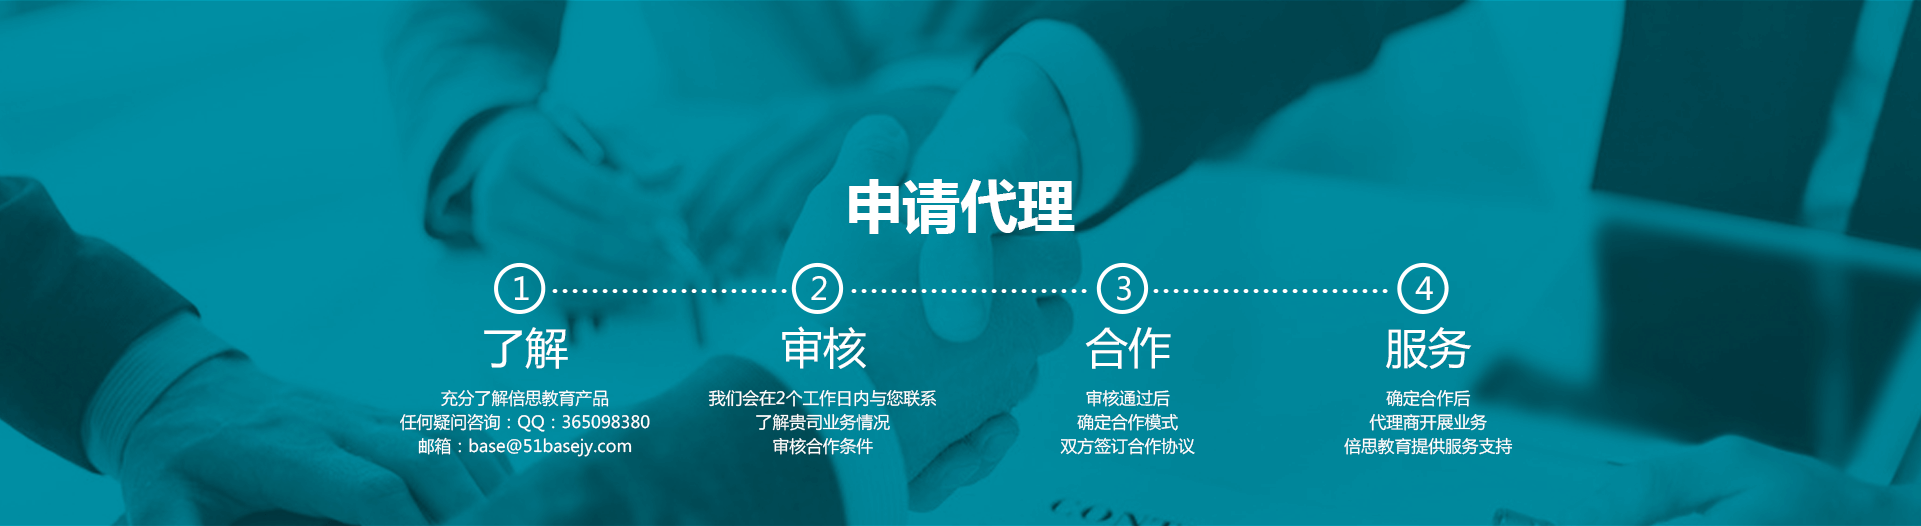 申请代理
1
2
3
4
了解
审核
合作
服务
充分了解倍思教育产品
任何疑问咨询：QQ：365098380
邮箱：base@51basejy.com
我们会在2个工作日内与您联系
了解贵司业务情况
审核合作条件
审核通过后
确定合作模式
双方签订合作协议
确定合作后
代理商开展业务
倍思教育提供服务支持